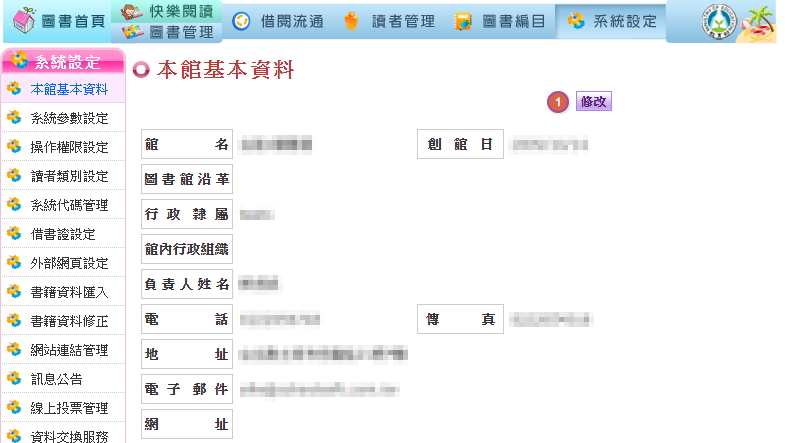 圖書首頁
快樂閱讀
圖書管理
借閱流通
讀者管理
圖書編目
系統設定
系統設定
本館基本資料
系統參數設定
操作權限設定
讀者類別設定
系統代碼管理
借書證設定
外部網頁設定
書籍資料匯入
書籍資料修正
網站連結管理
訊息公告
線上投票管理
資料交換服務
本館基本資料
1 修改
館名
創館日
圖書館沿革
行政隸屬
館內行政組織
負責人姓名
電話
傳真
地址
電子郵件
網址